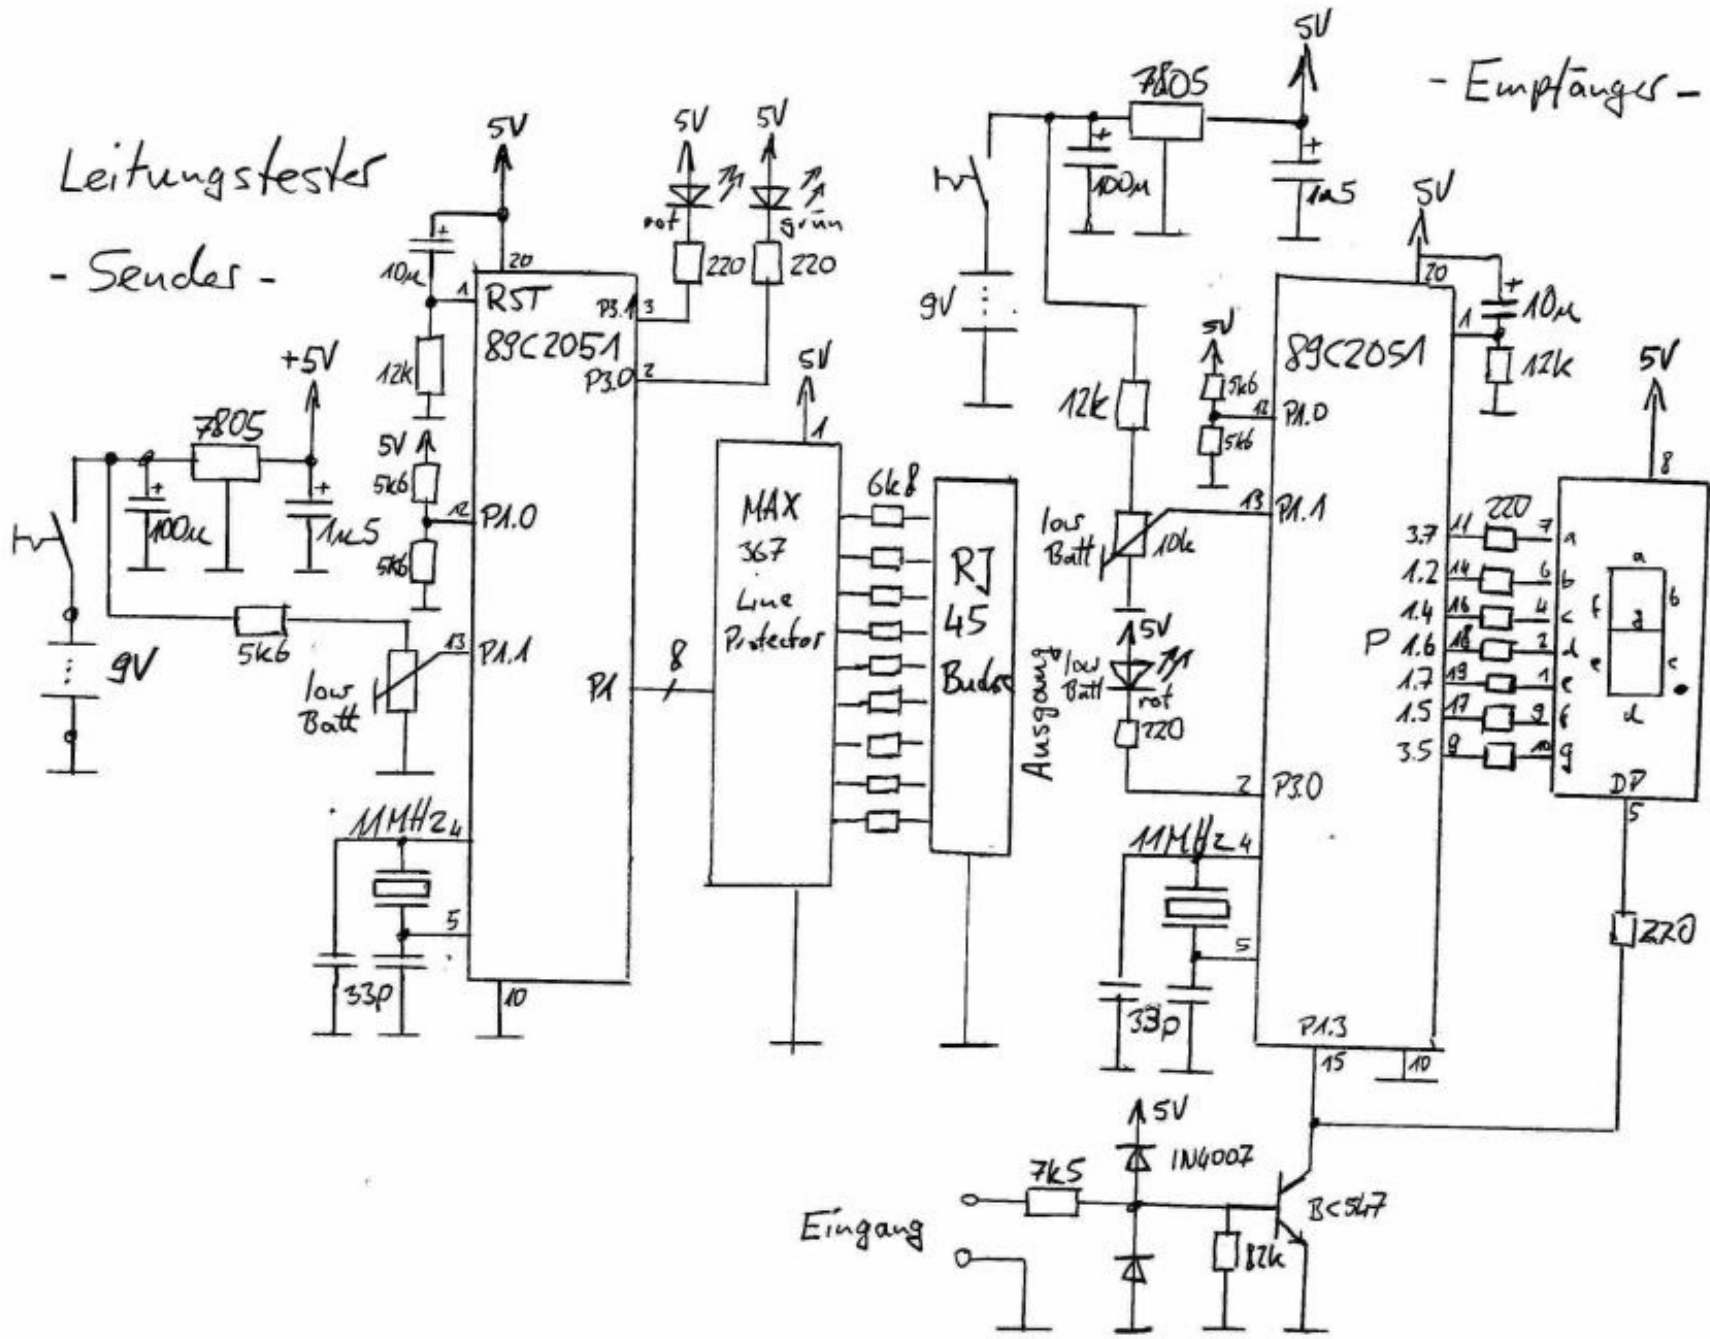 Leitungstester
- Sender -
5V
5V
5V
rot
grün
220
220
10µ
20
1
RST
P3.1
3
89C2051
P3.0
2
12k
+5V
7805
5V
5k6
12
P1.0
5k6
100µ
1µ5
5k6
13
P1.1
9V
low
Batt
P1
8
11MHz
4
5
33p
10
5V
1
MAX
367
Line
Protector
6k8
RJ
45
Buchse
Ausgang
- Empfänger -
5V
7805
100µ
1µ5
9V
5V
20
1
10µ
12k
89C2051
5V
5k6
12
P1.0
5k6
12k
13
P1.1
low
Batt
10k
5V
low
Batt
rot
220
2
P3.0
11MHz
4
5
33p
P1.3
15
10
5V
8
220
3.7
11
7
a
1.2
14
6
b
1.4
16
4
c
P
1.6
18
2
d
1.7
19
1
e
1.5
17
9
f
3.5
9
10
g
a
f
b
g
e
c
d
DP
5
220
5V
7k5
1N4007
BC547
Eingang
82k